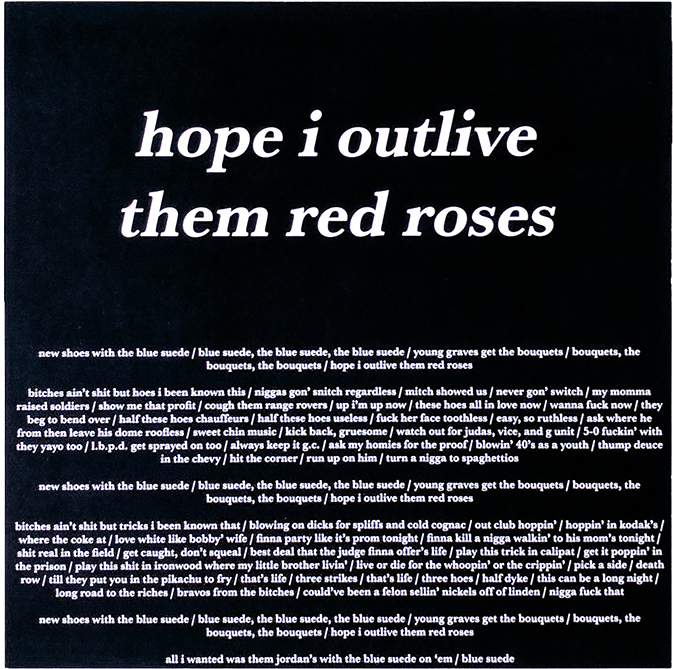 hope i outlive
them red roses
new shoes with the blue suede / blue suede, the blue suede, the blue suede / young graves get the bouquets / bouquets, the
bouquets, the bouquets / hope i outlive them red roses
bitches ain't shit but hoes i been known this / niggas gon' snitch regardless / mitch showed us / never gon' switch / my momma
raised soldiers / show me that profit / cough them range rovers / up i'm up now / these hoes all in love now / wanna fuck now / they
beg to bend over / half these hoes chauffeurs / half these hoes useless / fuck her face toothless / easy, so ruthless / ask where he
from then leave his dome roofless / sweet chin music / kick back, gruesome / watch out for judas, vice, and g unit / 5-0 fuckin' with
they yayo too / l.b.p.d. get sprayed on too / always keep it g.c. / ask my homies for the proof / blowin' 40's as a youth / thump deuce
in the chevy / hit the corner / run up on him / turn a nigga to spaghettios
new shoes with the blue suede / blue suede, the blue suede, the blue suede / young graves get the bouquets / bouquets, the
bouquets, the bouquets / hope i outlive them red roses
bitches ain't shit but tricks i been known that / blowing on dicks for spliffs and cold cognac / out club hoppin' / hoppin' in kodak's /
where the coke at / love white like bobby' wife / finna party like it's prom tonight / finna kill a nigga walkin' to his mom's tonight /
shit real in the field / get caught, don't squeal / best deal that the judge finna offer's life / play this trick in calipat / get it poppin' in
the prison / play this shit in ironwood where my little brother livin' / live or die for the whoopin' or the crippin' / pick a side / death
row / till they put you in the pikachu to fry / that's life / three strikes / that's life / three hoes / half dyke / this can be a long night /
long road to the riches / bravos from the bitches / could've been a felon sellin' nickels off of linden / nigga fuck that
new shoes with the blue suede / blue suede, the blue suede, the blue suede / young graves get the bouquets / bouquets, the
bouquets, the bouquets / hope i outlive them red roses
all i wanted was them jordan's with the blue suede on 'em / blue suede